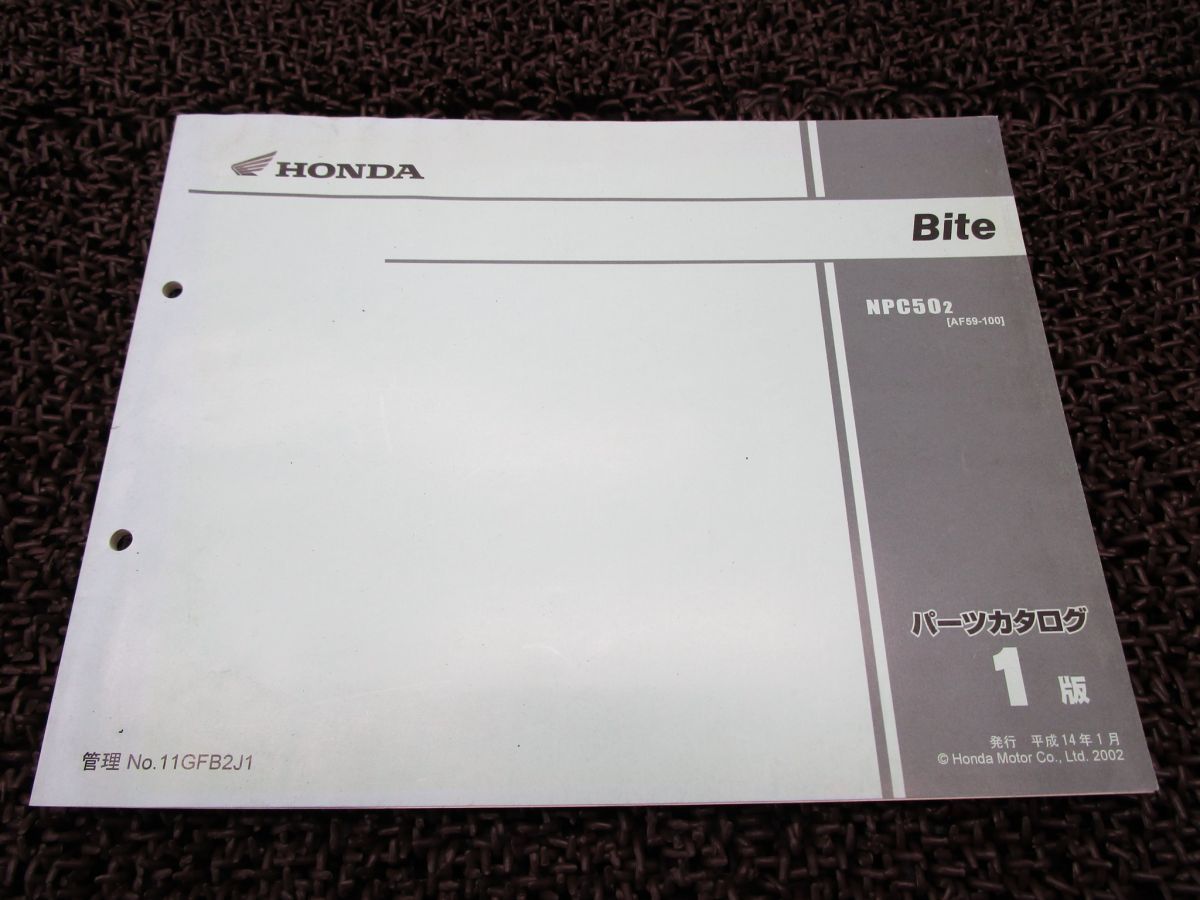 HONDA
Bite
NPC502
[AF59-100]
パーツカタログ
1 版
発行 平成14年1月
© Honda Motor Co., Ltd. 2002
管理 No.11GFB2J1